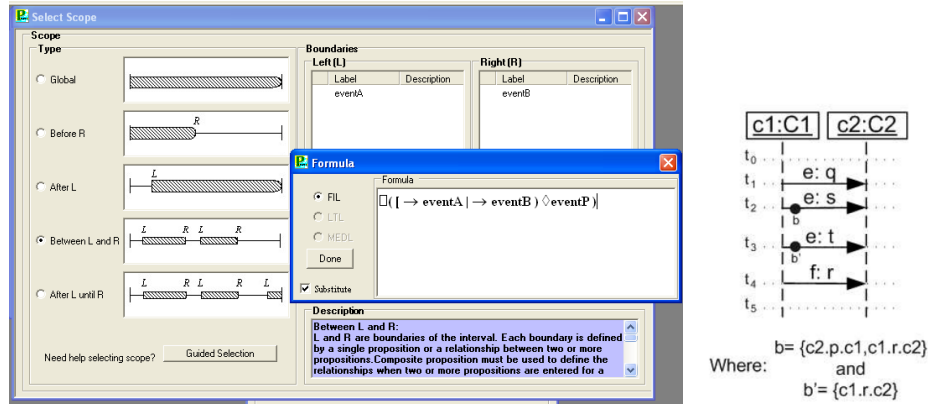 Select Scope
Scope
Type
Global
Before R
R
After L
L
Between L and R
L R L R
After L until R
L R L R L
Need help selecting scope?
Guided Selection
Boundaries
Left (L)
Label Description
eventA
Right (R)
Label Description
eventB
Formula
FIL
LTL
MEDL
Done
Substitute
Formula
□( [ → eventA | → eventB ) ◇eventP )
Description
Between L and R:
L and R are boundaries of the interval. Each boundary is defined
by a single proposition or a relationship between two or more
propositions.Composite proposition must be used to define the
relationships when two or more propositions are entered for a
c1:C1 c2:C2
t0
t1 e: q
t2 e: s
b
t3 e: t
b'
t4 f: r
t5
b= {c2.p.c1,c1.r.c2}
Where: and
b'= {c1.r.c2}